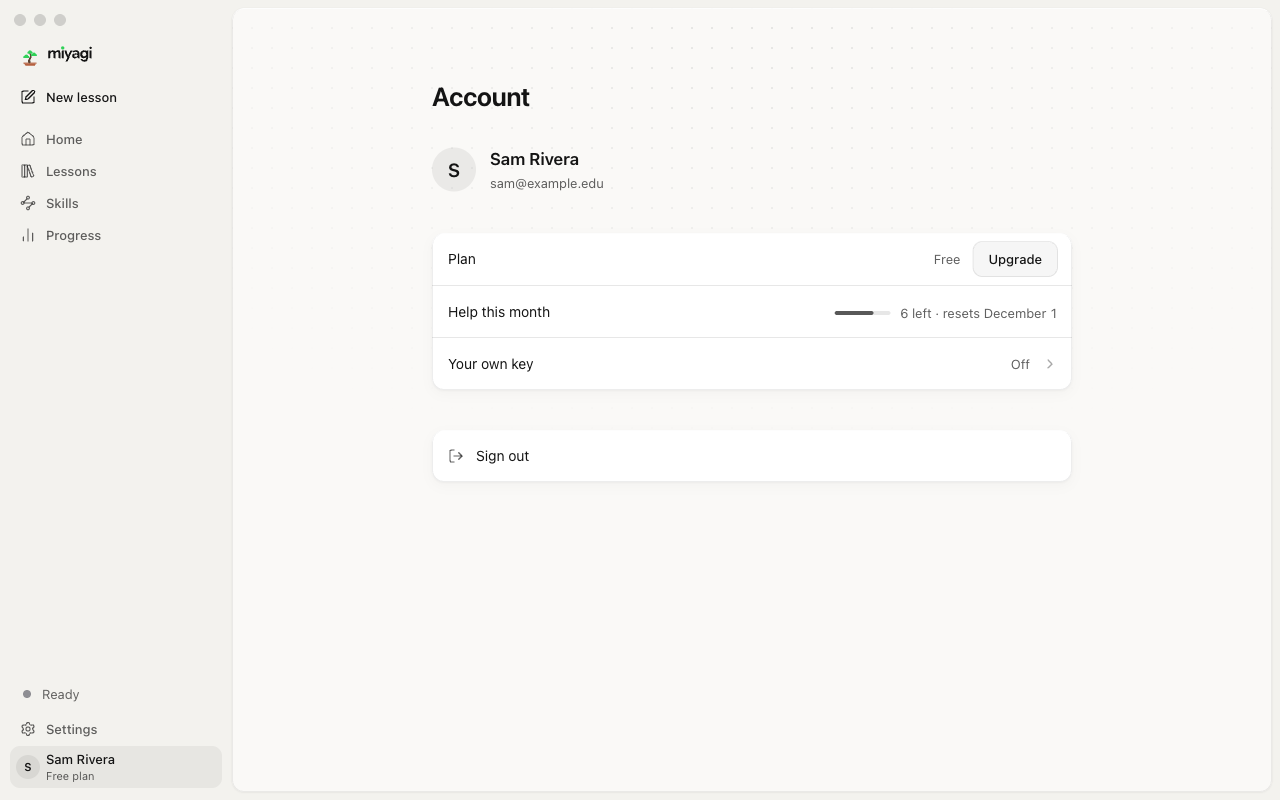 miyagi
New lesson
Home
Lessons
Skills
Progress
Ready
Settings
S
Sam Rivera
Free plan
Account
S
Sam Rivera
sam@example.edu
Plan
Free
Upgrade
Help this month
6 left · resets December 1
Your own key
Off
Sign out